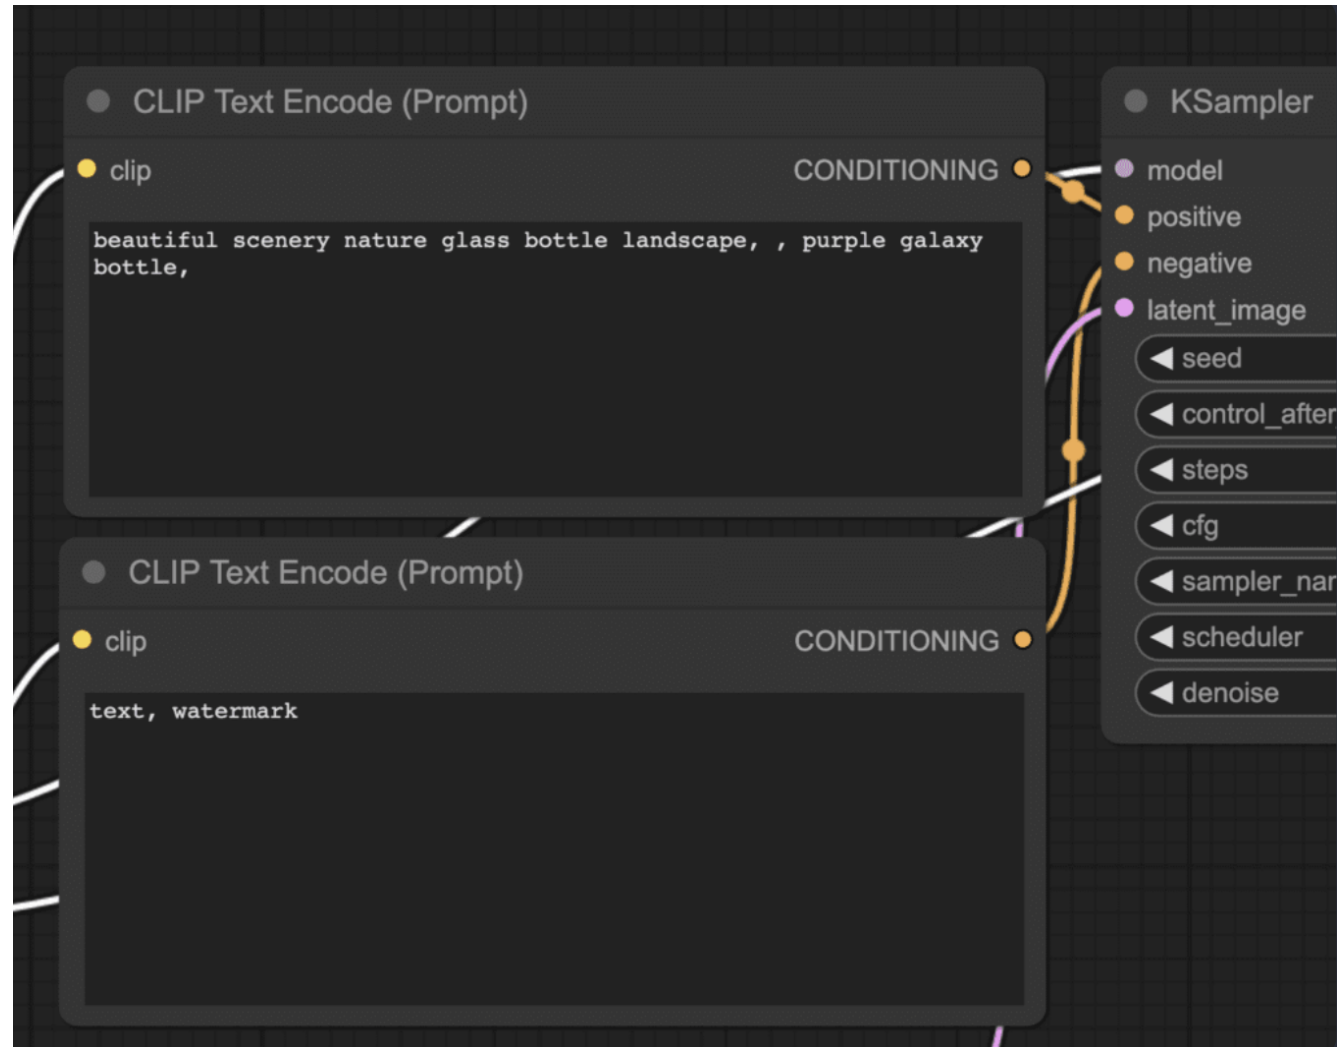 CLIP Text Encode (Prompt)
clip
CONDITIONING
beautiful scenery nature glass bottle landscape, , purple galaxy
bottle,
CLIP Text Encode (Prompt)
clip
CONDITIONING
text, watermark
KSampler
model
positive
negative
latent_image
seed
control_after_
steps
cfg
sampler_nar
scheduler
denoise